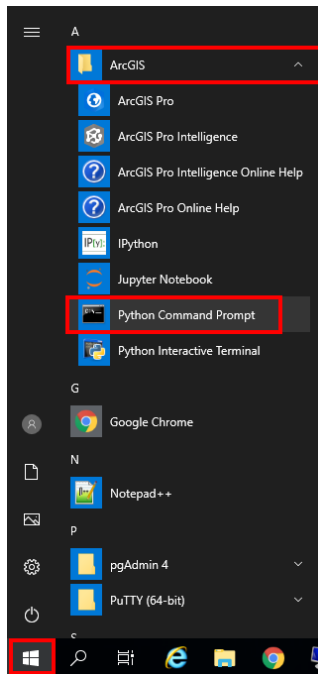 A
ArcGIS
ArcGIS Pro
ArcGIS Pro Intelligence
ArcGIS Pro Intelligence Online Help
ArcGIS Pro Online Help
IP[y]:
IPython
Jupyter Notebook
Python Command Prompt
Python Interactive Terminal
G
Google Chrome
N
Notepad++
P
pgAdmin 4
PuTTY (64-bit)
S